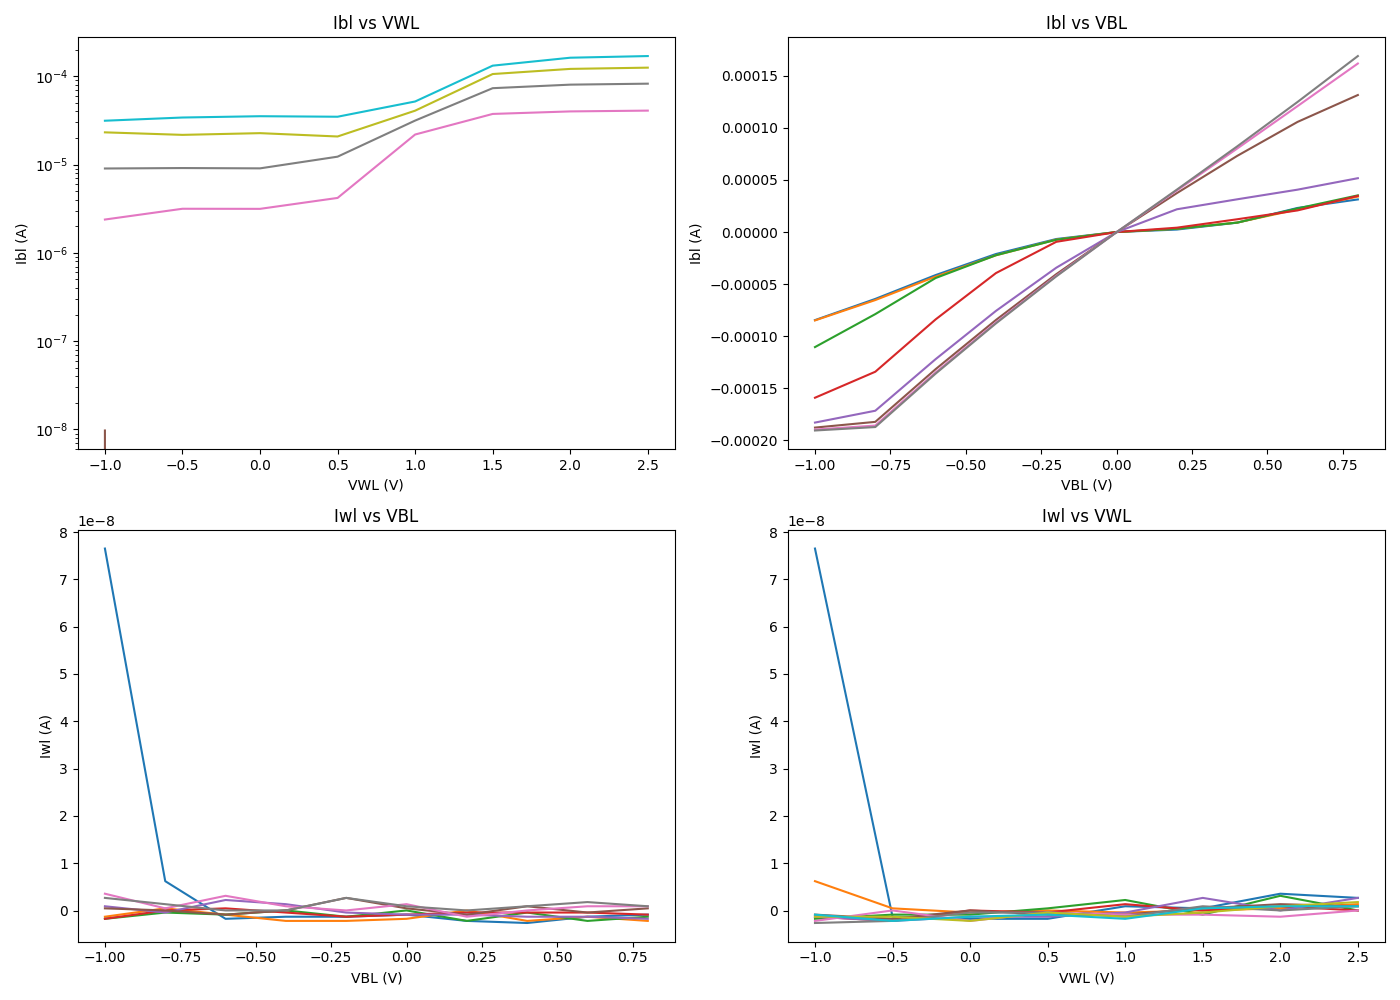 Ibl vs VWL
Ibl (A)
10⁻⁴
10⁻⁵
10⁻⁶
10⁻⁷
10⁻⁸
−1.0 −0.5 0.0 0.5 1.0 1.5 2.0 2.5
VWL (V)
Ibl vs VBL
Ibl (A)
0.00015
0.00010
0.00005
0.00000
−0.00005
−0.00010
−0.00015
−0.00020
−1.00 −0.75 −0.50 −0.25 0.00 0.25 0.50 0.75
VBL (V)
Iwl vs VBL
1e−8
Iwl (A)
8
7
6
5
4
3
2
1
0
−1.00 −0.75 −0.50 −0.25 0.00 0.25 0.50 0.75
VBL (V)
Iwl vs VWL
1e−8
Iwl (A)
8
7
6
5
4
3
2
1
0
−1.0 −0.5 0.0 0.5 1.0 1.5 2.0 2.5
VWL (V)